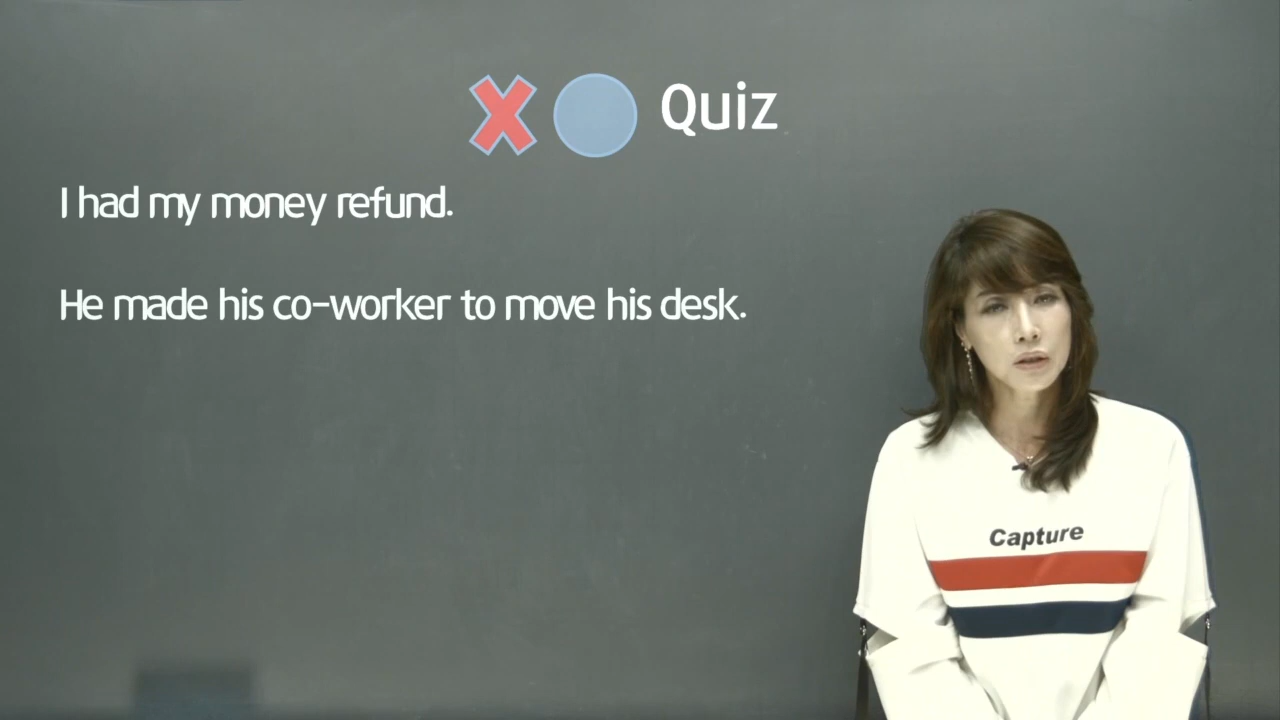 X Quiz
I had my money refund.
He made his co-worker to move his desk.
Capture